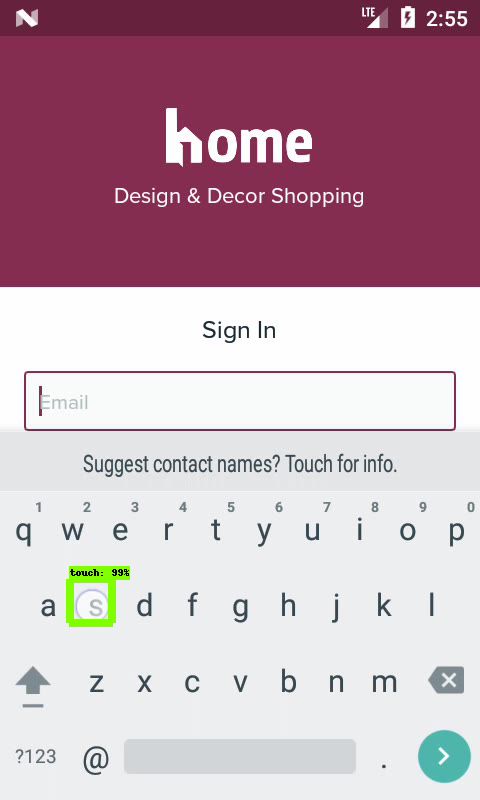 LTE 2:55
home
Design & Decor Shopping
Sign In
Email
Suggest contact names? Touch for info.
1 2 3 4 5 6 7 8 9 0
q w e r t y u i o p
touch: 99%
a s d f g h j k l
z x c v b n m
?123 @ .